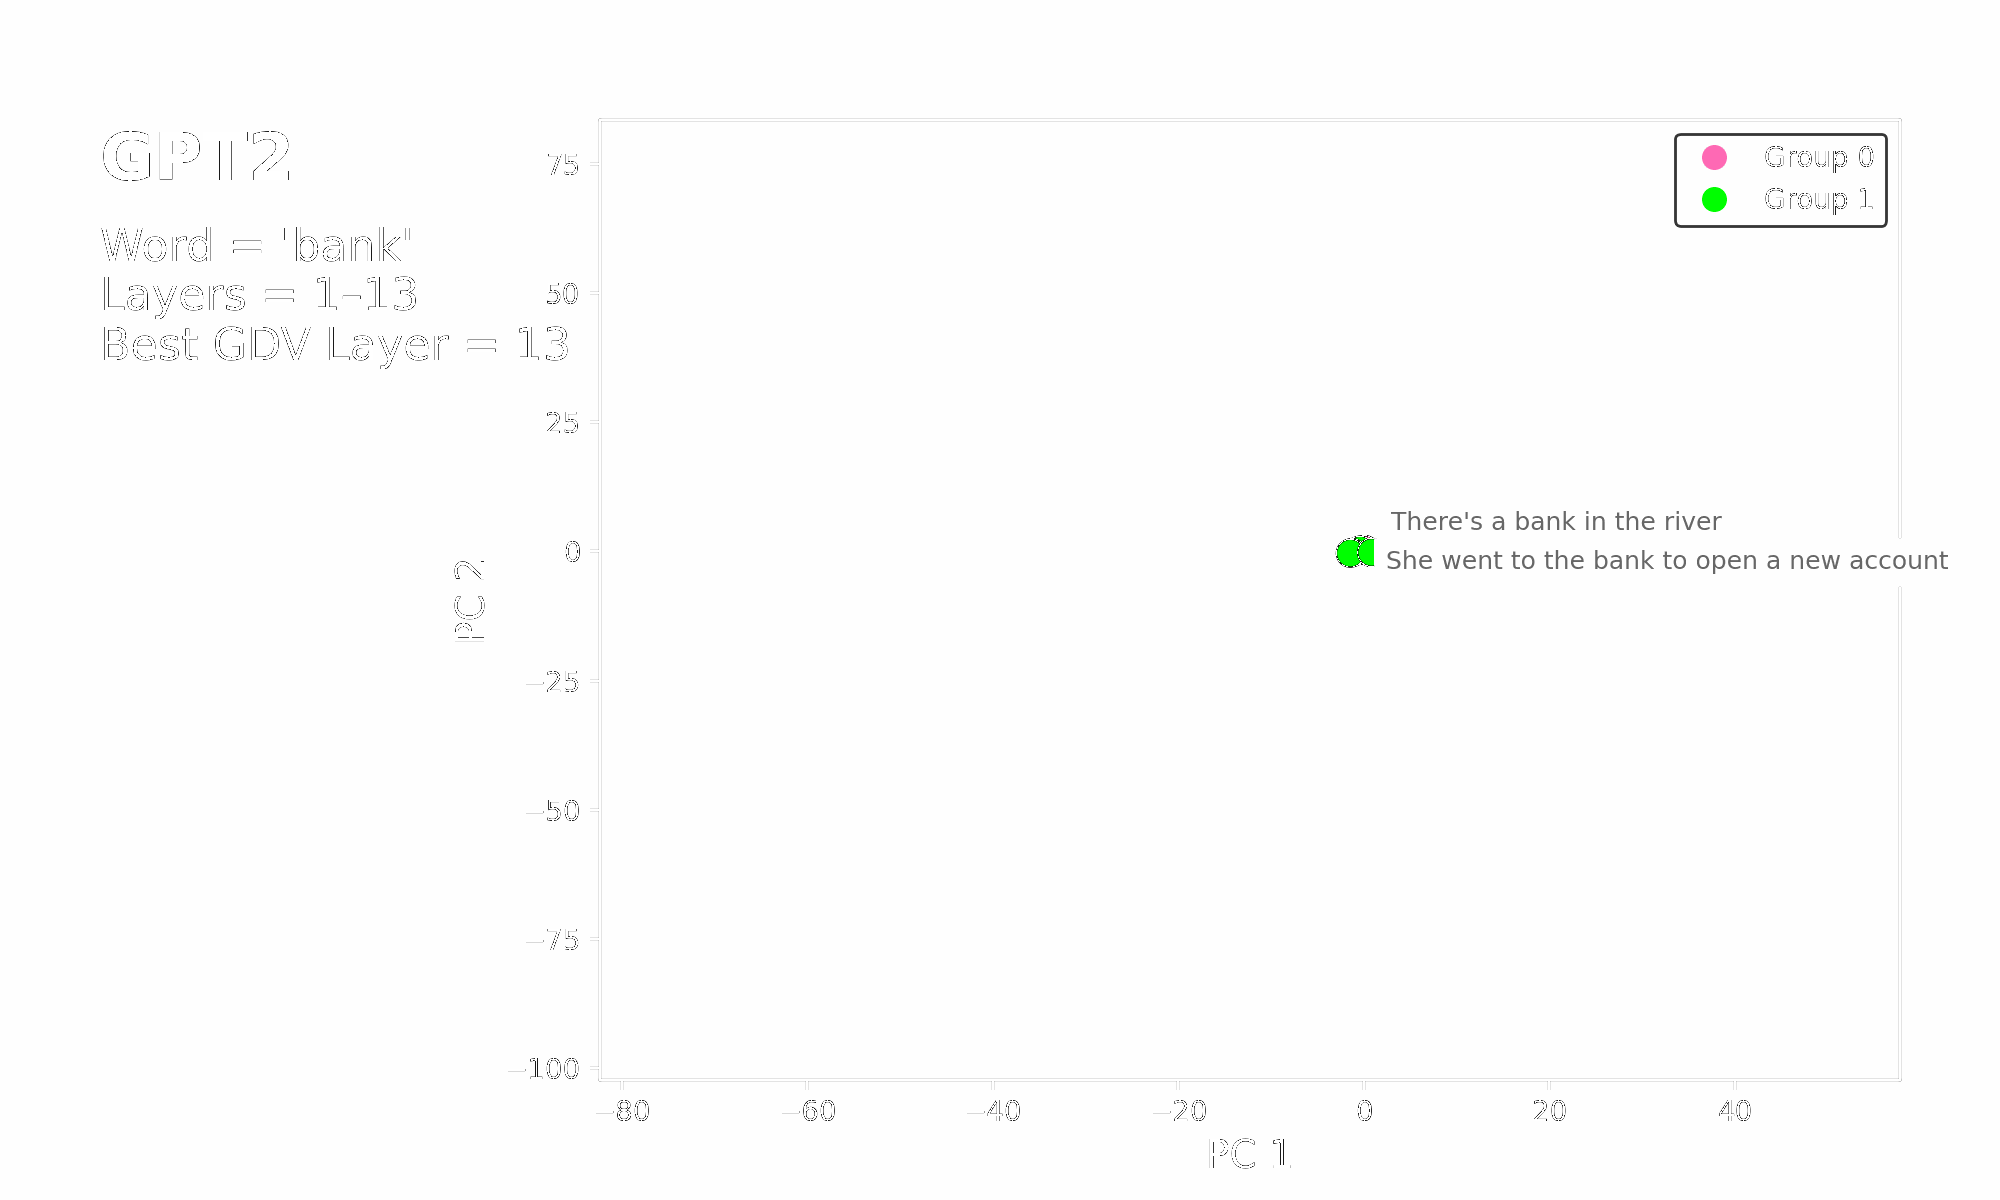 GPT2
Word = 'bank'
Layers = 1–13
Best GDV Layer = 13
Group 0
Group 1
75
50
25
0
−25
−50
−75
−100
PC 2
There's a bank in the river
She went to the bank to open a new account
−80
−60
−40
−20
0
20
40
PC 1